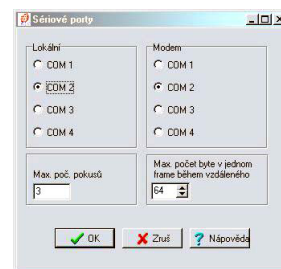 Sériové porty
Lokální
COM 1
COM 2
COM 3
COM 4
Modem
COM 1
COM 2
COM 3
COM 4
Max. poč. pokusů
3
Max. počet byte v jednom
frame během vzdáleného
64
OK
Zruš
Nápověda